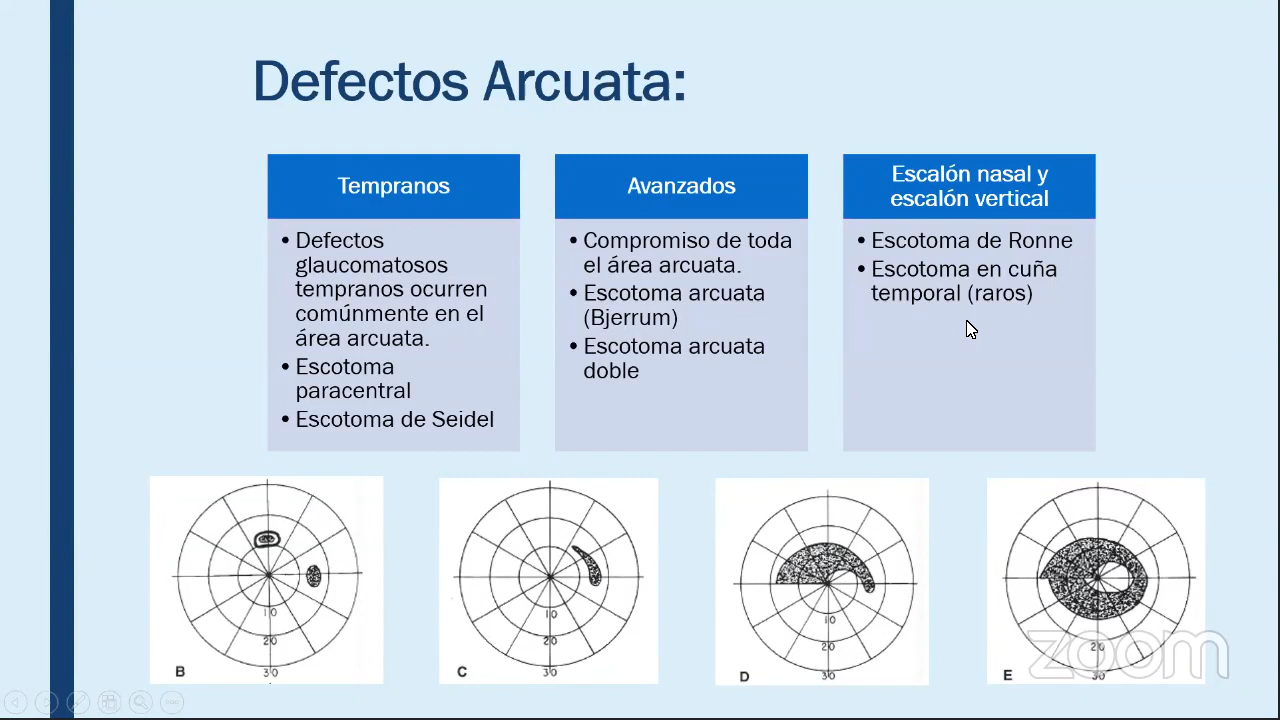 Defectos Arcuata:
Tempranos
• Defectos
glaucomatosos
tempranos ocurren
comúnmente en el
área arcuata.
• Escotoma
paracentral
• Escotoma de Seidel
Avanzados
• Compromiso de toda
el área arcuata.
• Escotoma arcuata
(Bjerrum)
• Escotoma arcuata
doble
Escalón nasal y
escalón vertical
• Escotoma de Ronne
• Escotoma en cuña
temporal (raros)
10
20
30
B
10
20
30
C
10
20
30
D
20
30
E
zoom